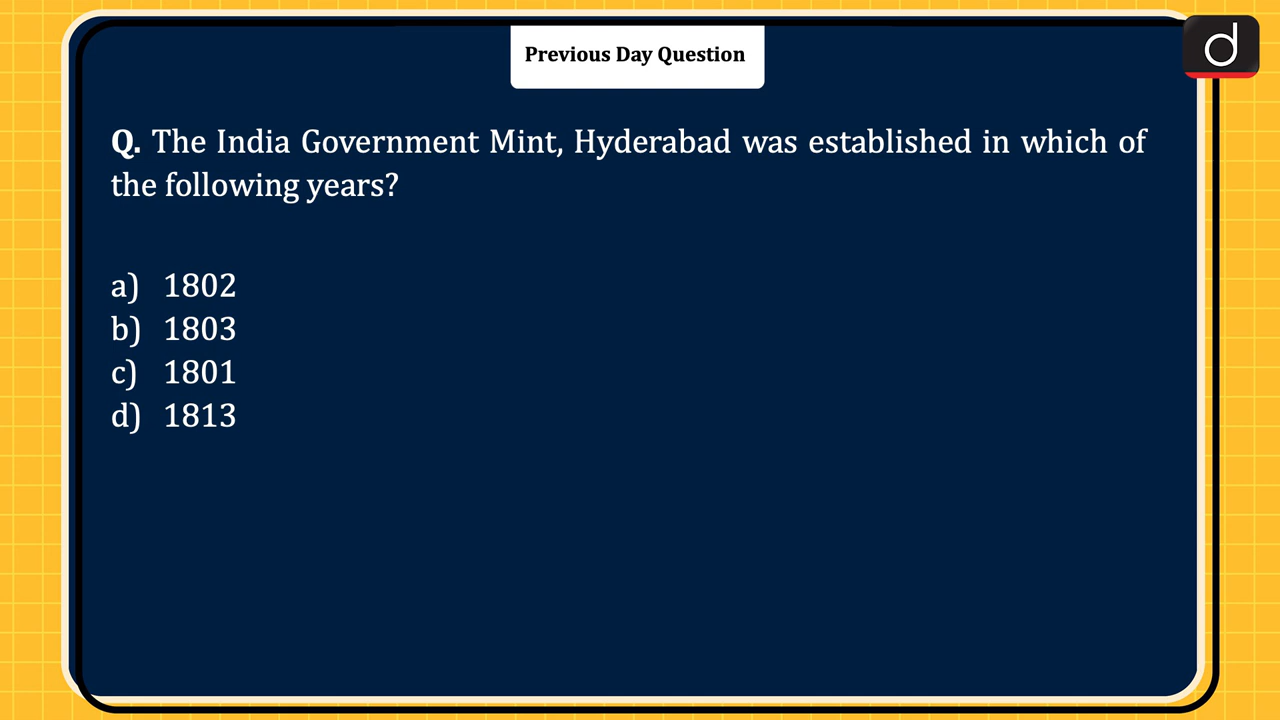 Previous Day Question
d
Q. The India Government Mint, Hyderabad was established in which of
the following years?
a) 1802
b) 1803
c) 1801
d) 1813